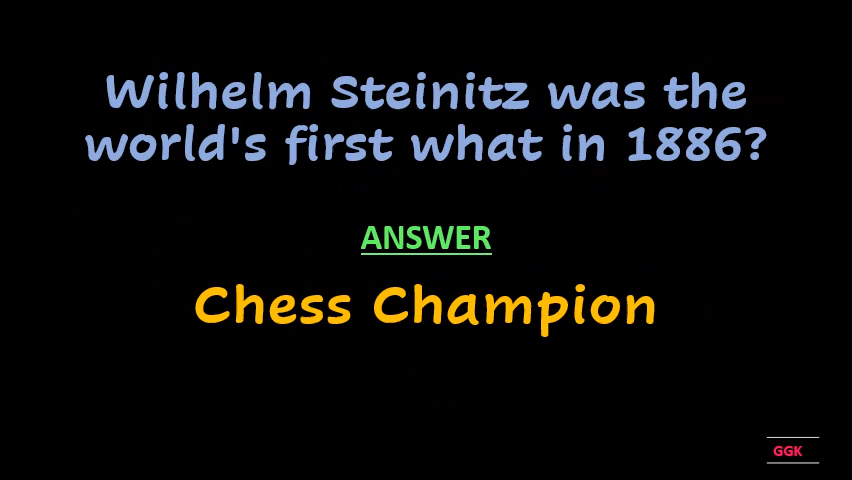 Wilhelm Steinitz was the
world's first what in 1886?
ANSWER
Chess Champion
GGK